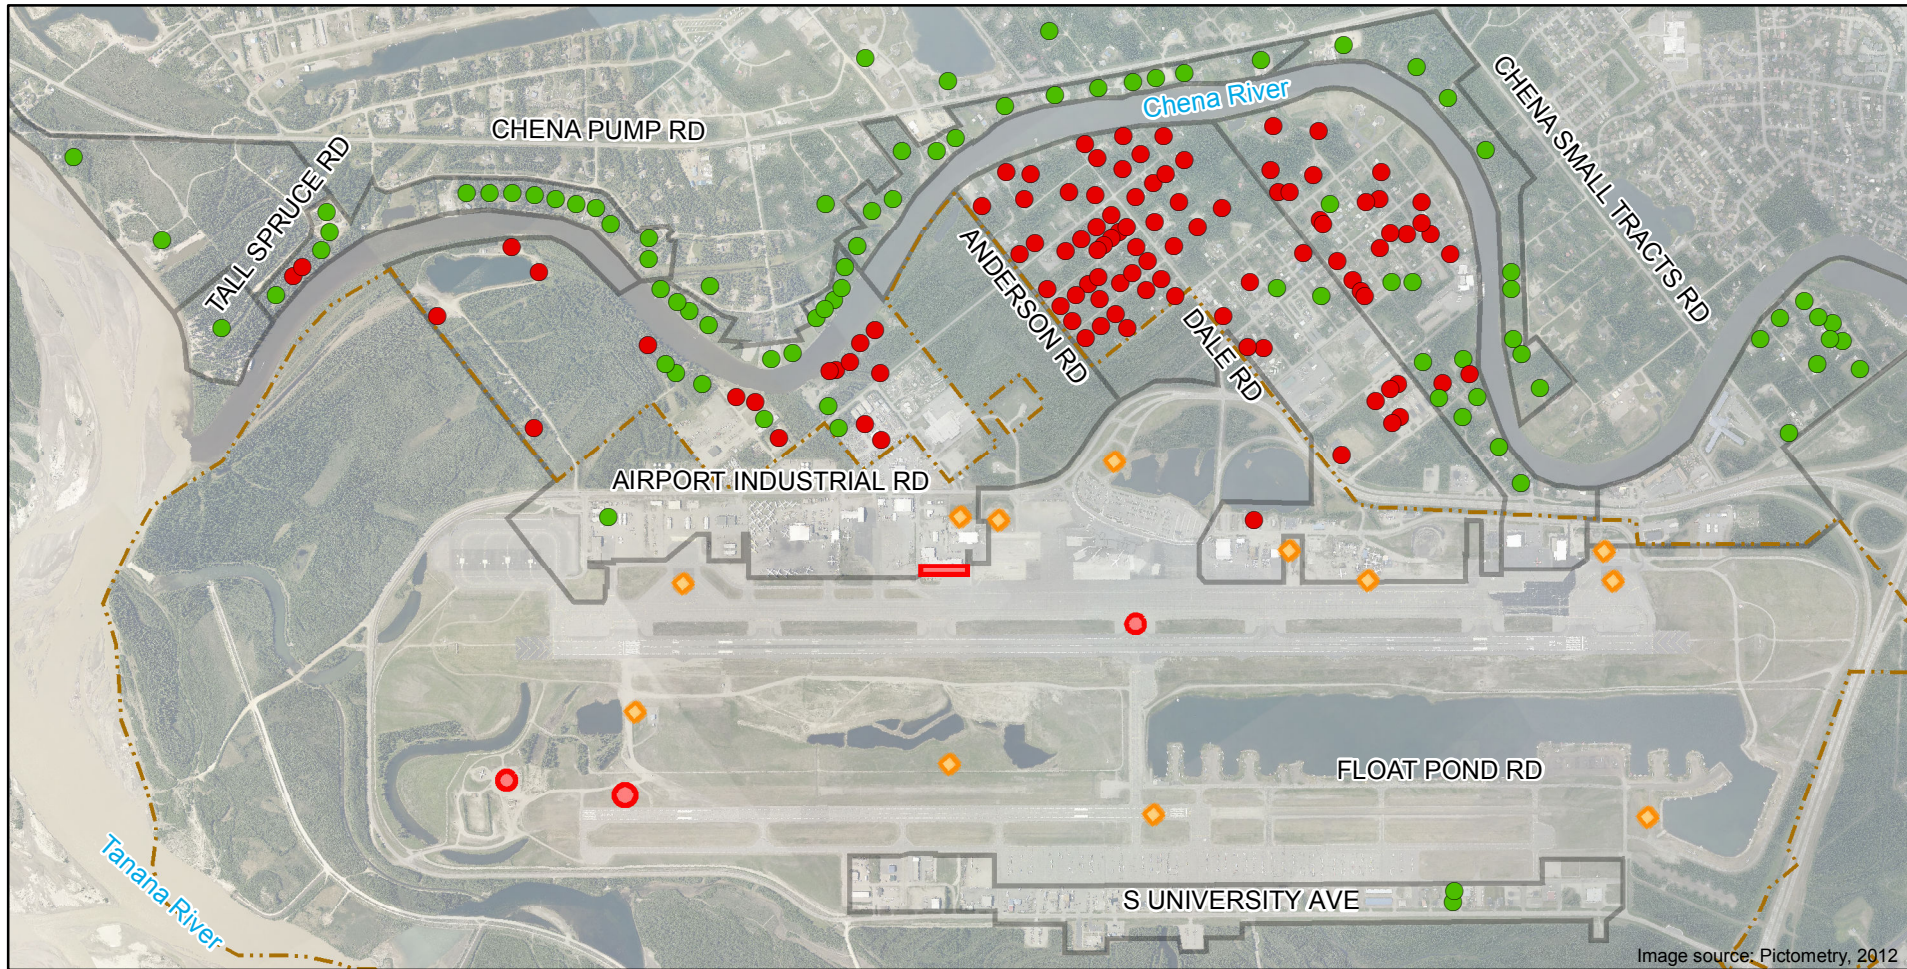 CHENA PUMP RD
TALL SPRUCE RD
Chena River
CHENA SMALL TRACTS RD
ANDERSON RD
DALE RD
AIRPORT INDUSTRIAL RD
FLOAT POND RD
S UNIVERSITY AVE
Tanana River
Image source: Pictometry, 2012